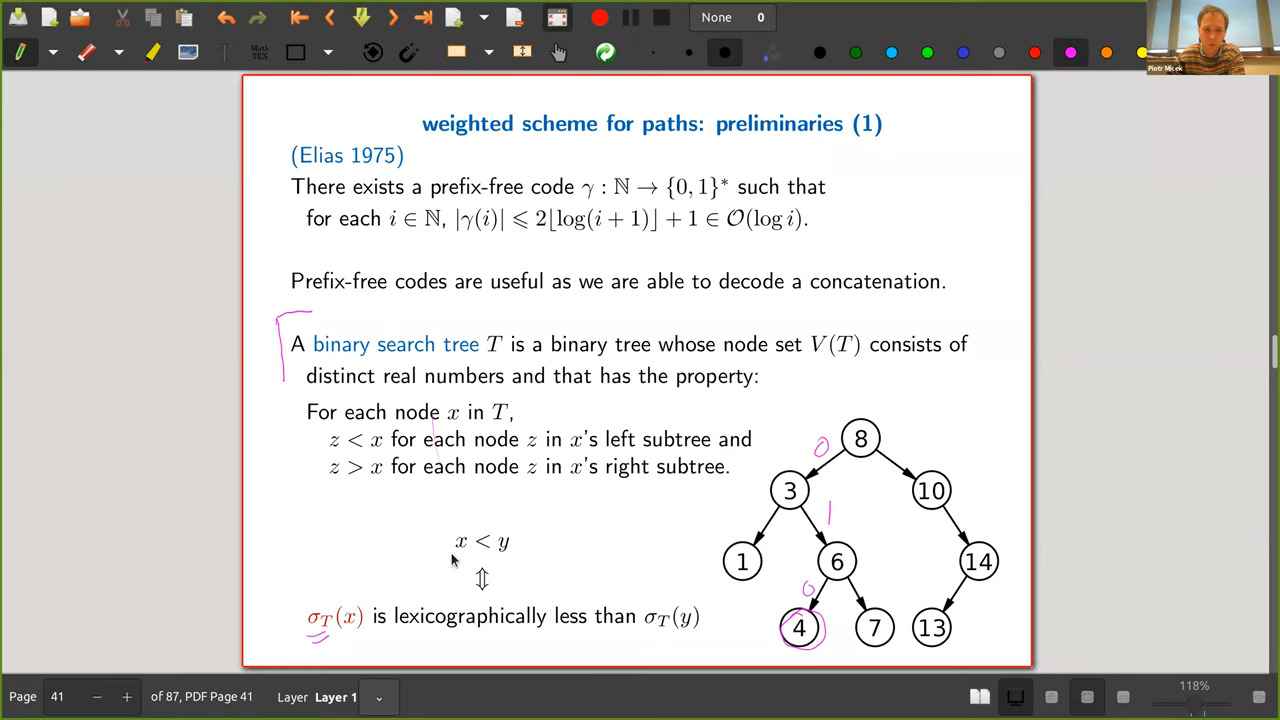 None 0
Math
TEX
Piotr Micek
weighted scheme for paths: preliminaries (1)
(Elias 1975)
There exists a prefix-free code γ : ℕ → {0, 1}* such that
for each i ∈ ℕ, |γ(i)| ⩽ 2⌊log(i + 1)⌋ + 1 ∈ 𝒪(log i).
Prefix-free codes are useful as we are able to decode a concatenation.
A binary search tree T is a binary tree whose node set V(T) consists of
distinct real numbers and that has the property:
For each node x in T,
z < x for each node z in x's left subtree and
z > x for each node z in x's right subtree.
x < y
⇕
σ_T(x) is lexicographically less than σ_T(y)
8
0
3
10
1
1
6
14
0
4
7
13
Page 41 of 87, PDF Page 41 Layer Layer 1
118%